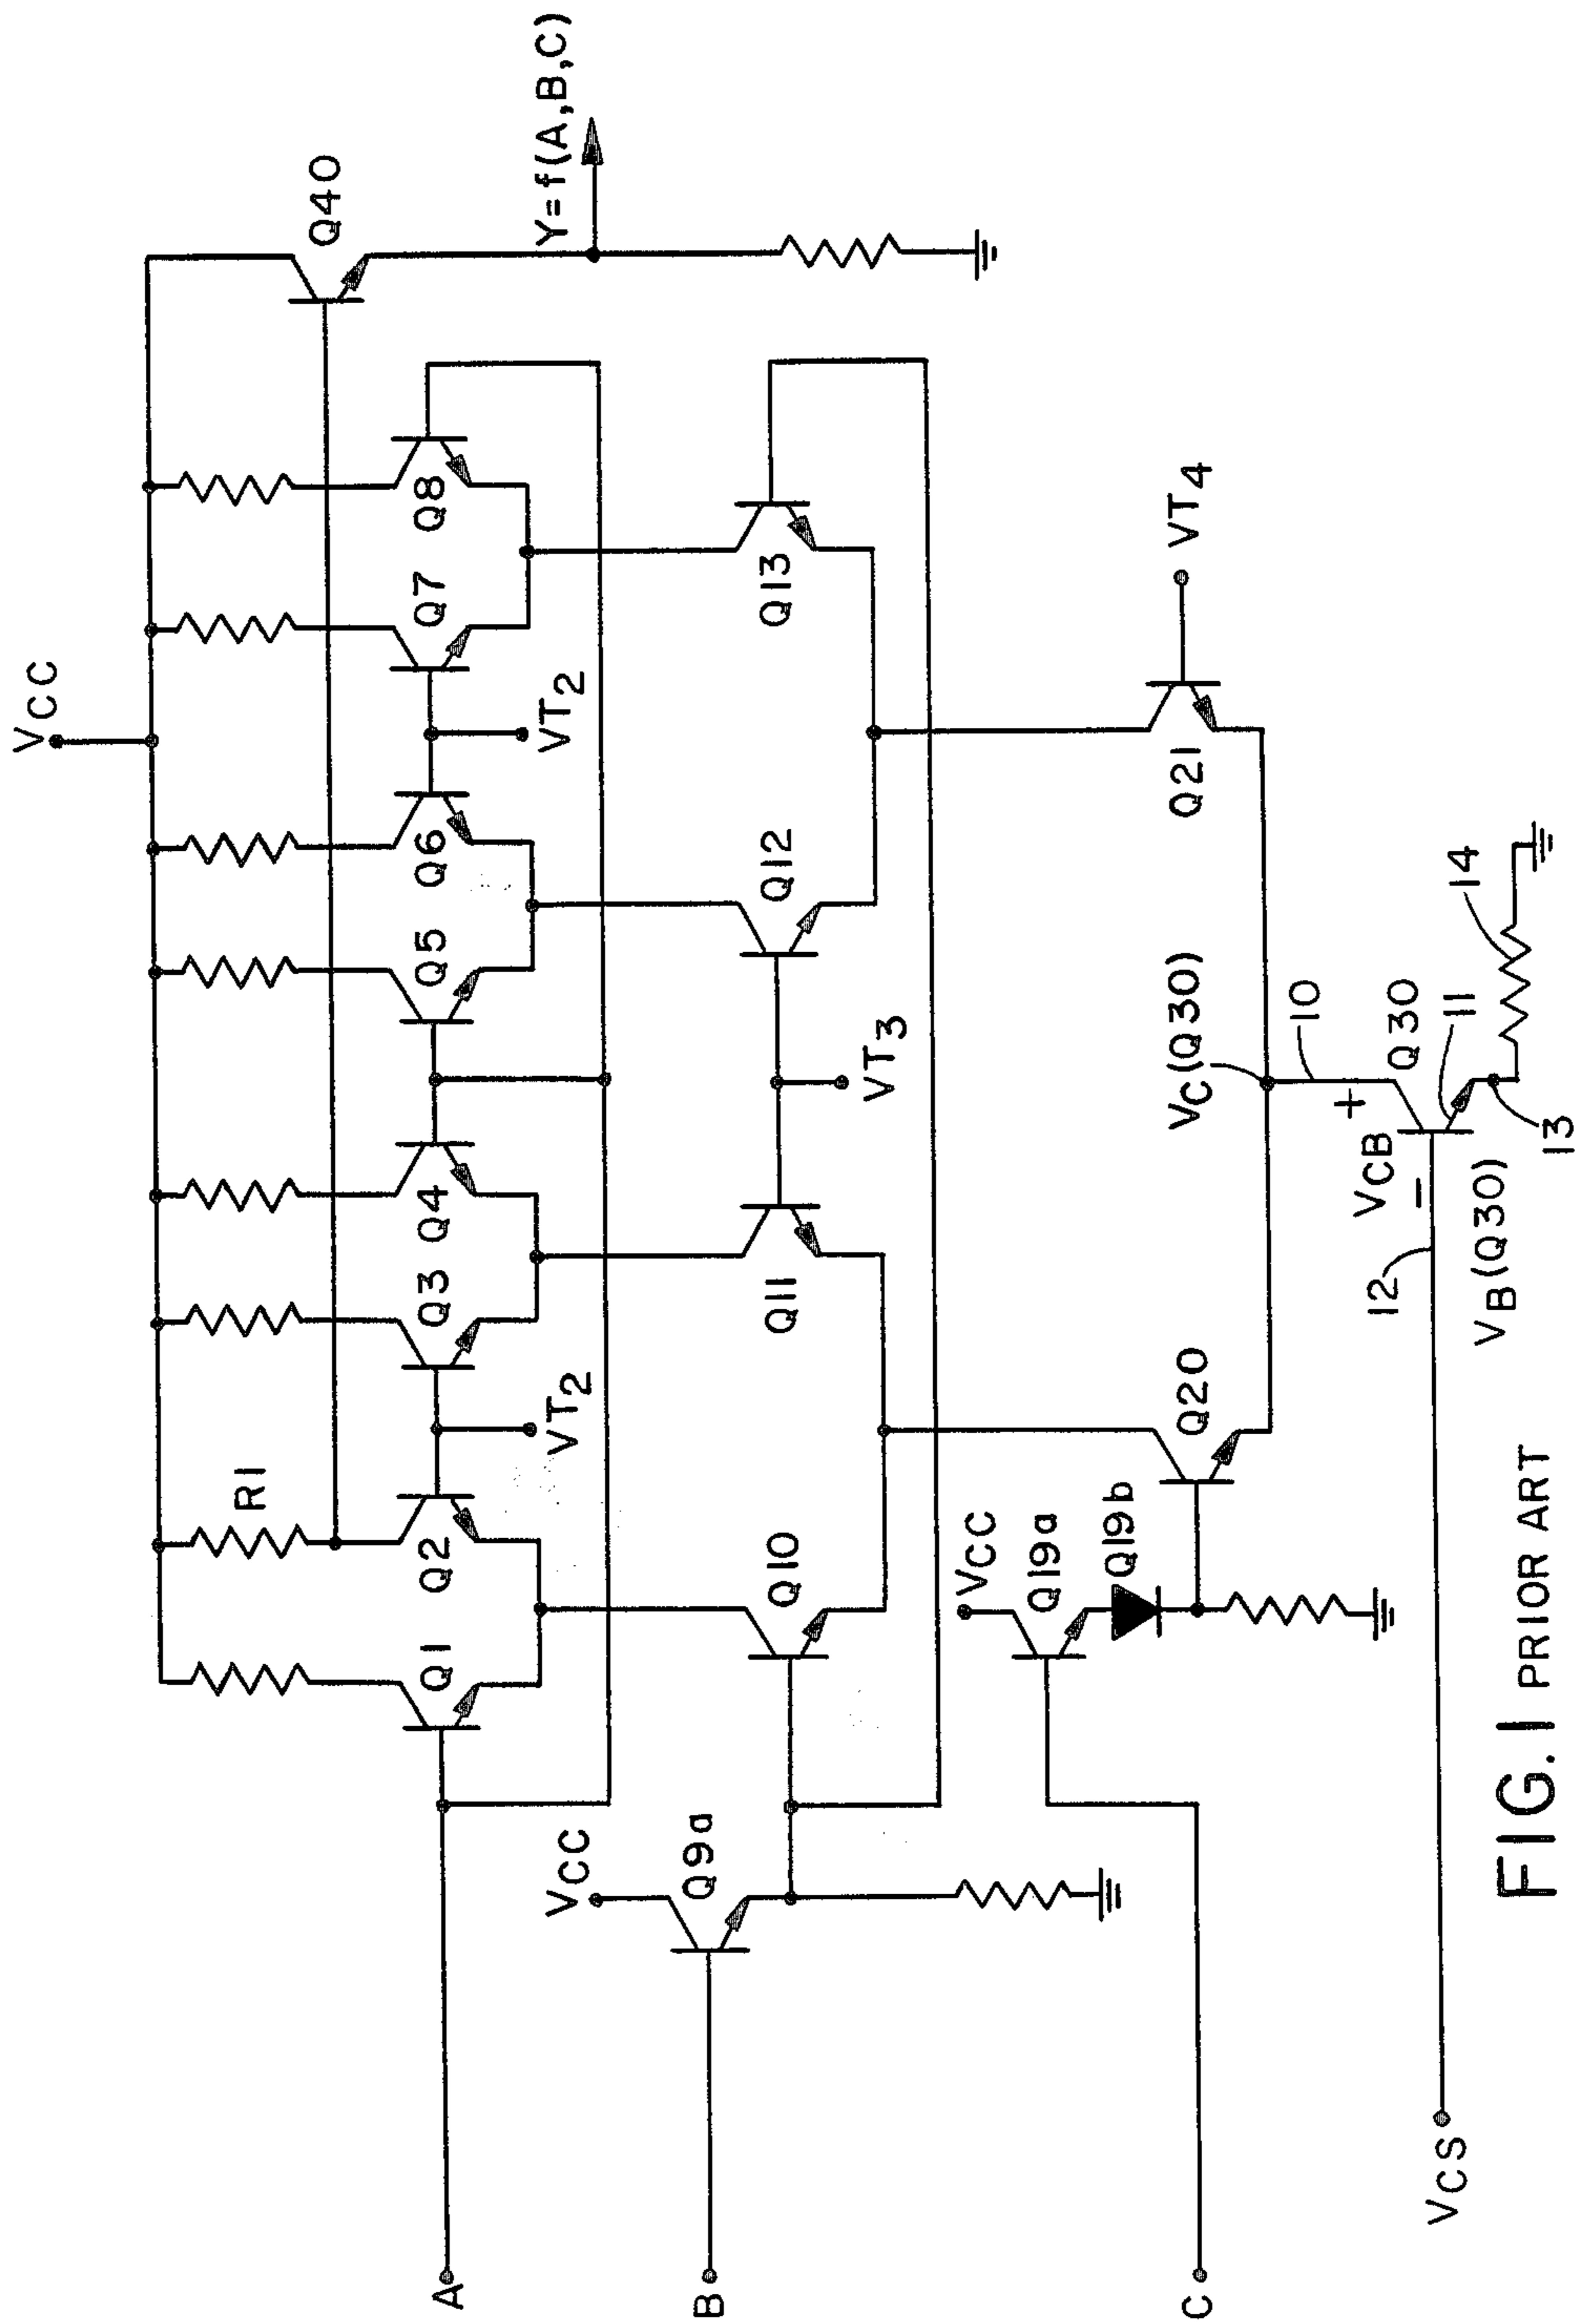 VCC
R1
Q40
Y=f(A,B,C)
A
Q1
Q2
Q3
Q4
Q5
Q6
Q7
Q8
VT2
VT2
VCC
Q9a
B
Q10
Q11
Q12
Q13
VT3
VCC
Q19a
Q19b
C
Q20
Q21
VT4
VC(Q30)
10
+
VCB
−
12
Q30
11
VB(Q30)
13
14
VCS
FIG. 1 PRIOR ART